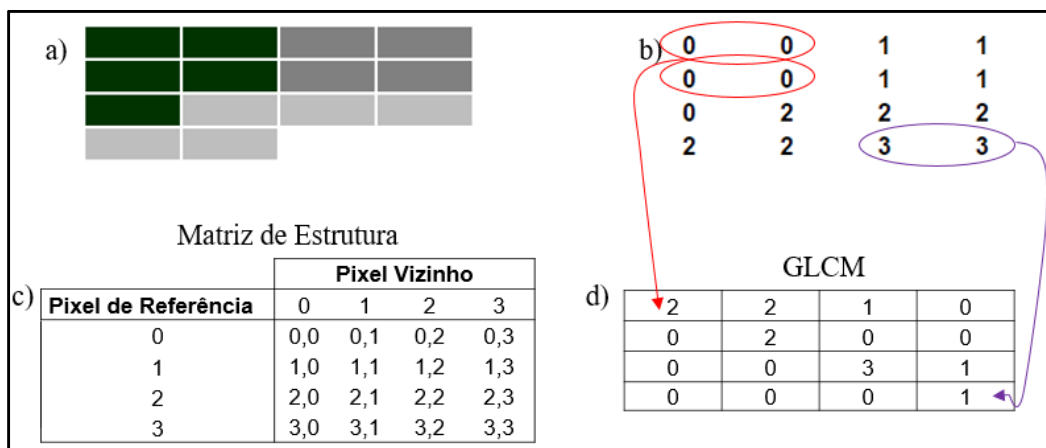 a)
b)
0 0 1 1
0 0 1 1
0 2 2 2
2 2 3 3
Matriz de Estrutura
c)
Pixel Vizinho
Pixel de Referência 0 1 2 3
0 0,0 0,1 0,2 0,3
1 1,0 1,1 1,2 1,3
2 2,0 2,1 2,2 2,3
3 3,0 3,1 3,2 3,3
GLCM
d)
2 2 1 0
0 2 0 0
0 0 3 1
0 0 0 1